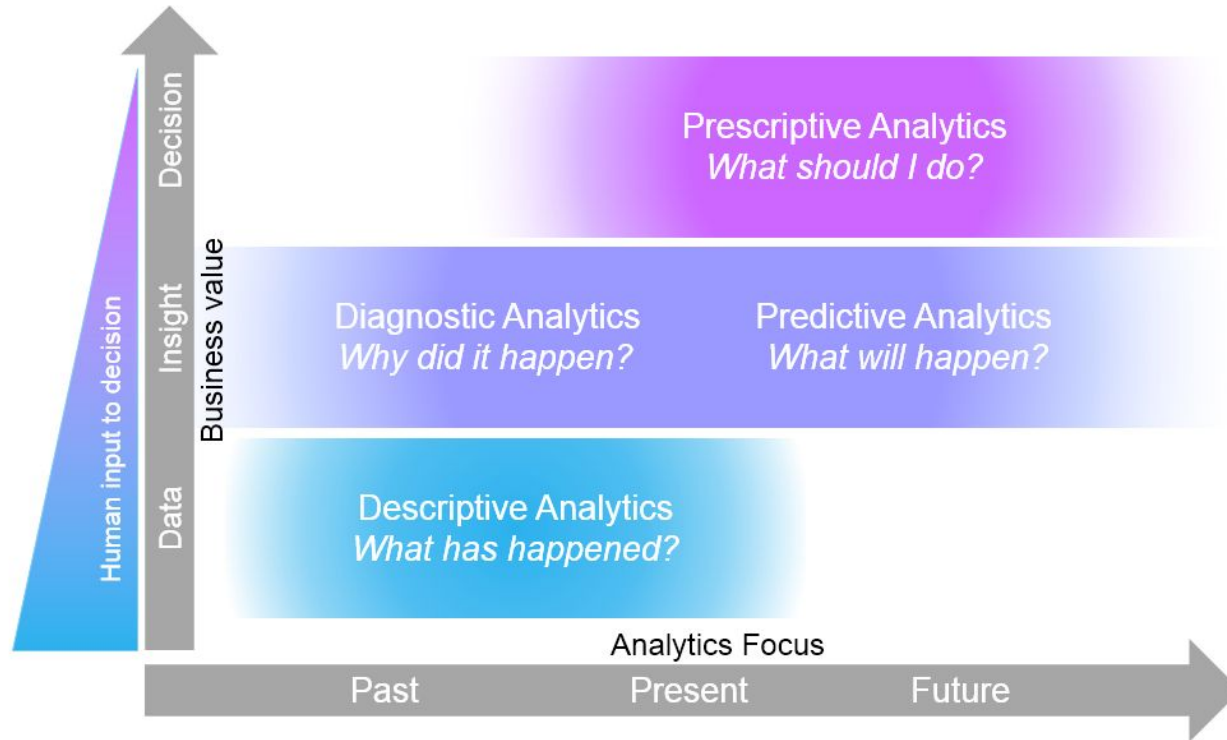 Decision
Prescriptive Analytics
What should I do?
Human input to decision
Insight
Business value
Diagnostic Analytics
Why did it happen?
Predictive Analytics
What will happen?
Data
Descriptive Analytics
What has happened?
Analytics Focus
Past
Present
Future